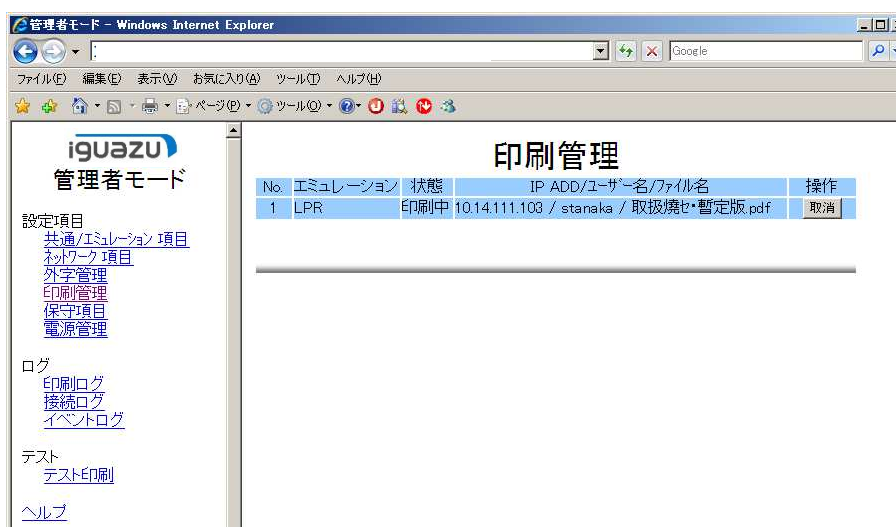 管理者モード - Windows Internet Explorer
Google
ファイル(F) 編集(E) 表示(V) お気に入り(A) ツール(T) ヘルプ(H)
ページ(P) ツール(O)
iguazu
管理者モード
設定項目
共通/エミュレーション 項目
ネットワーク 項目
外字管理
印刷管理
保守項目
電源管理
ログ
印刷ログ
接続ログ
イベントログ
テスト
テスト印刷
ヘルプ
印刷管理
No. エミュレーション 状態 IP ADD/ユーザー名/ファイル名 操作
1 LPR 印刷中 10.14.111.103 / stanaka / 取扱焼セ・暫定版.pdf 取消